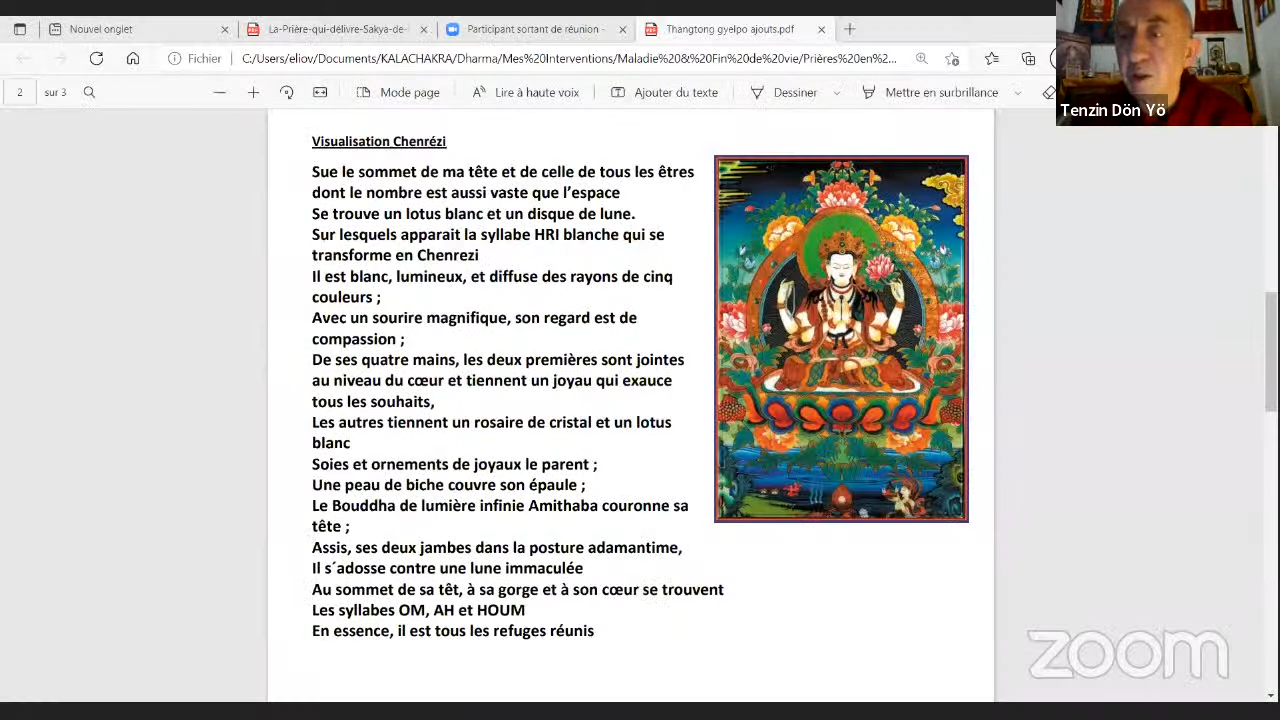 Nouvel onglet
La-Prière-qui-délivre-Sakya-de-
Participant sortant de réunion -
Thangtong gyelpo ajouts.pdf
Fichier
C:/Users/eliov/Documents/KALACHAKRA/Dharma/Mes%20Interventions/Maladie%20&%20Fin%20de%20vie/Prières%20en%2...
2 sur 3
Mode page
Lire à haute voix
Ajouter du texte
Dessiner
Mettre en surbrillance
Tenzin Dön Yö
Visualisation Chenrézi
Sue le sommet de ma tête et de celle de tous les êtres
dont le nombre est aussi vaste que l’espace
Se trouve un lotus blanc et un disque de lune.
Sur lesquels apparait la syllabe HRI blanche qui se
transforme en Chenrezi
Il est blanc, lumineux, et diffuse des rayons de cinq
couleurs ;
Avec un sourire magnifique, son regard est de
compassion ;
De ses quatre mains, les deux premières sont jointes
au niveau du cœur et tiennent un joyau qui exauce
tous les souhaits,
Les autres tiennent un rosaire de cristal et un lotus
blanc
Soies et ornements de joyaux le parent ;
Une peau de biche couvre son épaule ;
Le Bouddha de lumière infinie Amithaba couronne sa
tête ;
Assis, ses deux jambes dans la posture adamantime,
Il s´adosse contre une lune immaculée
Au sommet de sa têt, à sa gorge et à son cœur se trouvent
Les syllabes OM, AH et HOUM
En essence, il est tous les refuges réunis
zoom